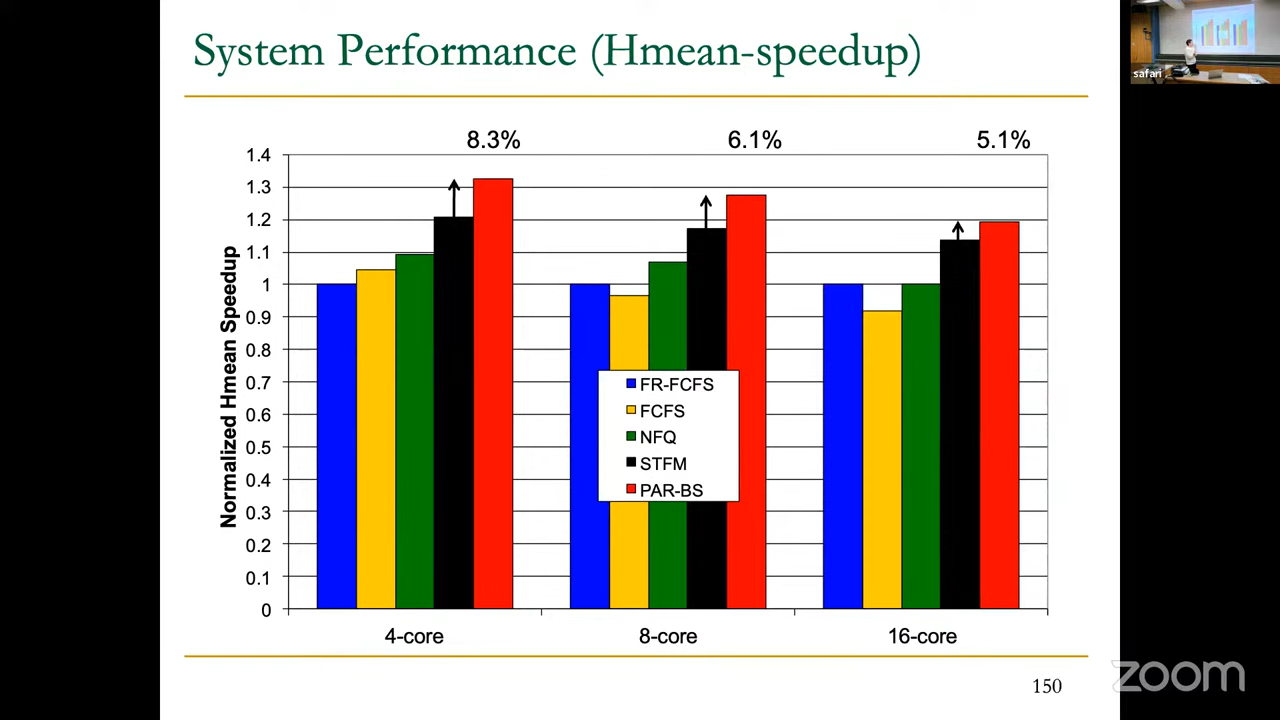 System Performance (Hmean-speedup)
safari
8.3%
6.1%
5.1%
1.4
1.3
1.2
1.1
1
0.9
0.8
0.7
0.6
0.5
0.4
0.3
0.2
0.1
0
Normalized Hmean Speedup
FR-FCFS
FCFS
NFQ
STFM
PAR-BS
4-core
8-core
16-core
150
zoom